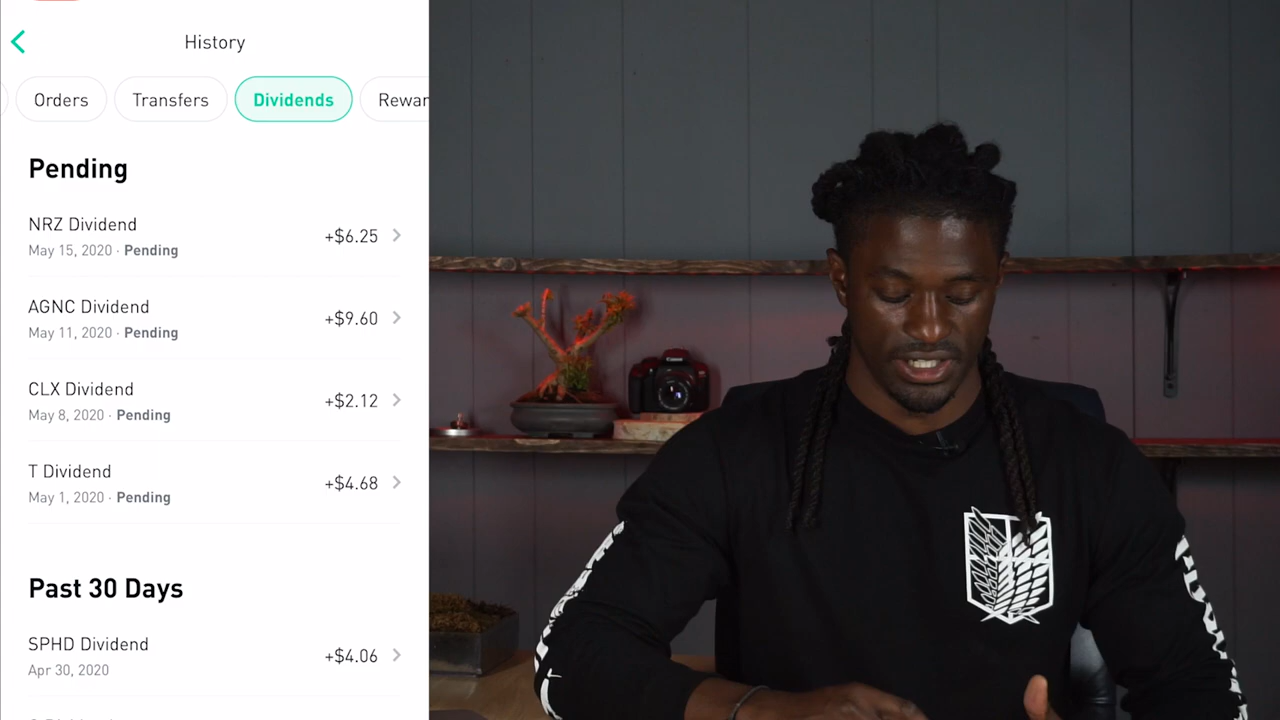 History
Orders
Transfers
Dividends
Rewar
Pending
NRZ Dividend
May 15, 2020 · Pending
+$6.25
AGNC Dividend
May 11, 2020 · Pending
+$9.60
CLX Dividend
May 8, 2020 · Pending
+$2.12
T Dividend
May 1, 2020 · Pending
+$4.68
Past 30 Days
SPHD Dividend
Apr 30, 2020
+$4.06
Canon